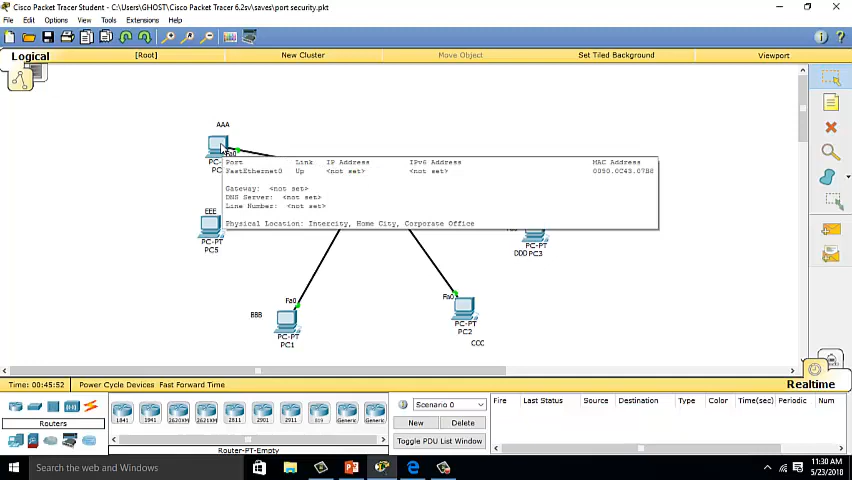 Cisco Packet Tracer Student - C:\Users\GHOST\Cisco Packet Tracer 6.2sv\saves\port security.pkt
File Edit Options View Tools Extensions Help
Logical [Root] New Cluster Move Object Set Tiled Background Viewport
AAA
Fa0
PC-
PC
Port Link IP Address IPv6 Address MAC Address
FastEthernet0 Up <not set> <not set> 0050.0C43.07B8
Gateway: <not set>
DNS Server: <not set>
Line Number: <not set>
Physical Location: Intercity, Home City, Corporate Office
EEE
PC-PT
PC5
PC-PT
DDD PC3
Fa0
BBB
PC-PT
PC1
Fa0
PC-PT
PC2
CCC
Time: 00:45:52 Power Cycle Devices Fast Forward Time
Realtime
Routers
1841 1941 2620XM 2621XM 2811 2901 2911 819 Generic Generic
Router-PT-Empty
Scenario 0
New Delete
Toggle PDU List Window
Fire Last Status Source Destination Type Color Time(sec) Periodic Num
Search the web and Windows
11:30 AM
5/23/2018